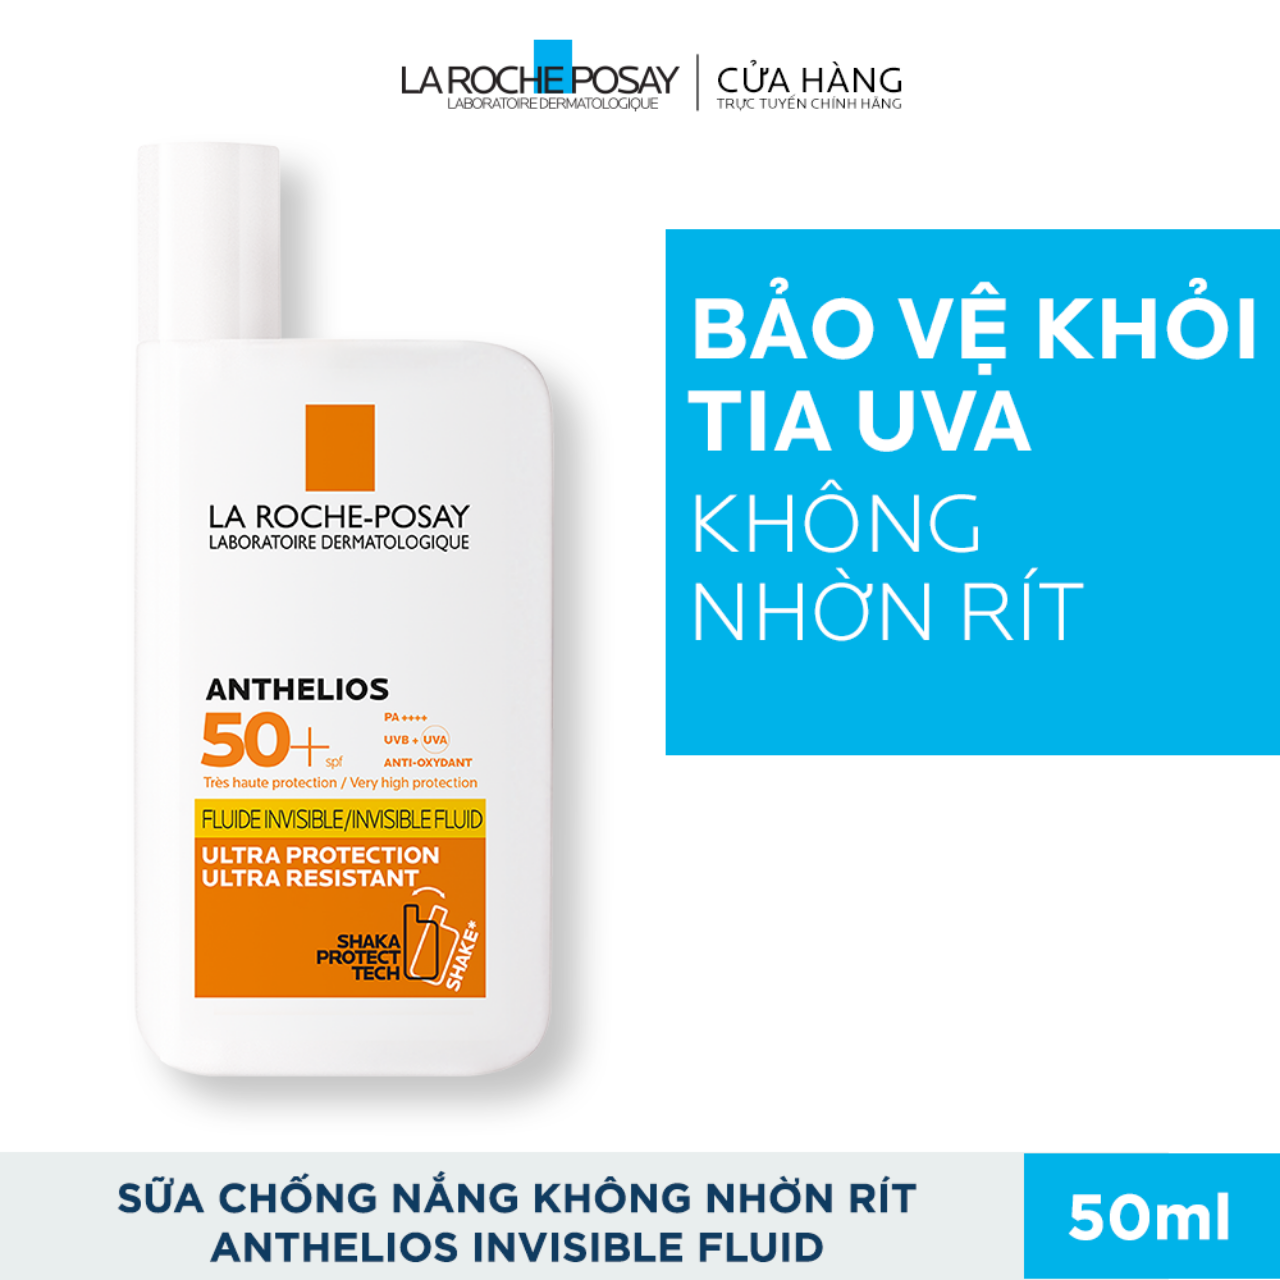 LA ROCHE POSAY
LABORATOIRE DERMATOLOGIQUE
CỬA HÀNG
TRỰC TUYẾN CHÍNH HÃNG
BẢO VỆ KHỎI
TIA UVA
KHÔNG
NHỜN RÍT
LA ROCHE-POSAY
LABORATOIRE DERMATOLOGIQUE
ANTHELIOS
50+ spf
PA ++++
UVB + UVA
ANTI-OXYDANT
Très haute protection / Very high protection
FLUIDE INVISIBLE/INVISIBLE FLUID
ULTRA PROTECTION
ULTRA RESISTANT
SHAKA
PROTECT
TECH
SHAKE*
SỮA CHỐNG NẮNG KHÔNG NHỜN RÍT
ANTHELIOS INVISIBLE FLUID
50ml